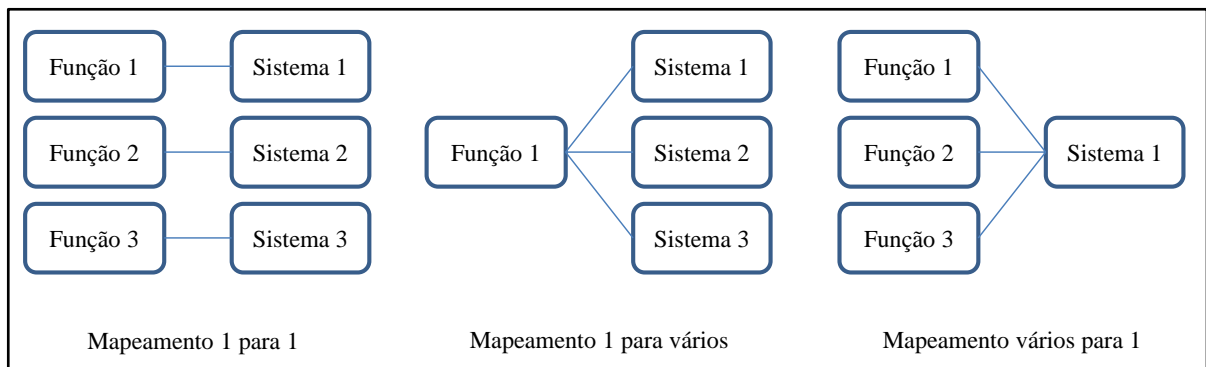 Função 1
Sistema 1
Função 2
Sistema 2
Função 3
Sistema 3
Mapeamento 1 para 1
Função 1
Sistema 1
Sistema 2
Sistema 3
Mapeamento 1 para vários
Função 1
Função 2
Função 3
Sistema 1
Mapeamento vários para 1